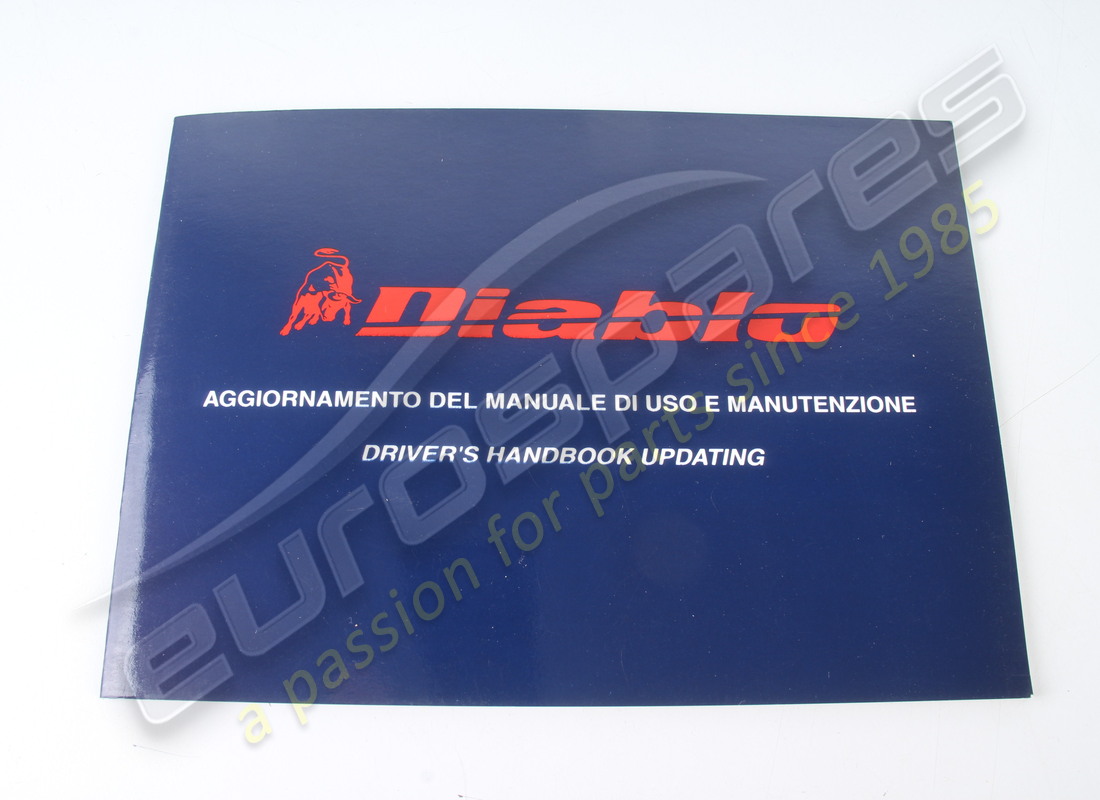 Diablo
AGGIORNAMENTO DEL MANUALE DI USO E MANUTENZIONE
DRIVER'S HANDBOOK UPDATING
eurospares
a passion for parts since 1985